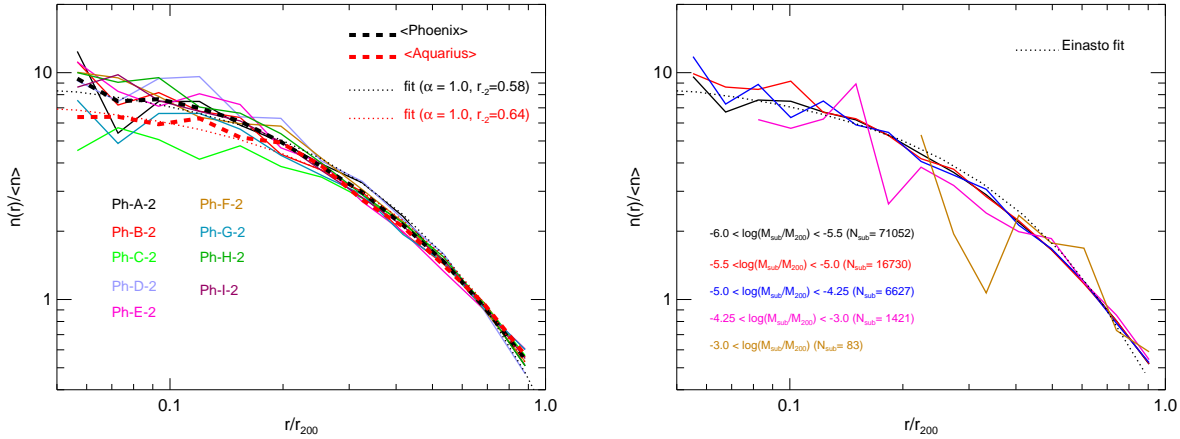 <Phoenix>
<Aquarius>
fit (α = 1.0, r-2=0.58)
fit (α = 1.0, r-2=0.64)
10
1
n(r)/<n>
Ph-A-2
Ph-B-2
Ph-C-2
Ph-D-2
Ph-E-2
Ph-F-2
Ph-G-2
Ph-H-2
Ph-I-2
0.1
1.0
r/r200
Einasto fit
10
1
n(r)/<n>
-6.0 < log(Msub/M200) < -5.5 (Nsub= 71052)
-5.5 <log(Msub/M200) < -5.0 (Nsub= 16730)
-5.0 < log(Msub/M200) < -4.25 (Nsub= 6627)
-4.25 < log(Msub/M200) < -3.0 (Nsub= 1421)
-3.0 < log(Msub/M200) (Nsub= 83)
0.1
1.0
r/r200